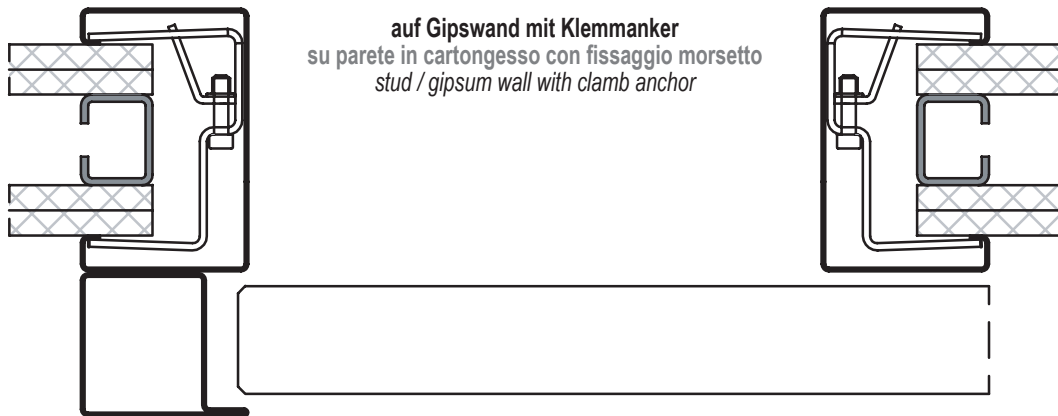 auf Gipswand mit Klemmanker
su parete in cartongesso con fissaggio morsetto
stud / gipsum wall with clamb anchor